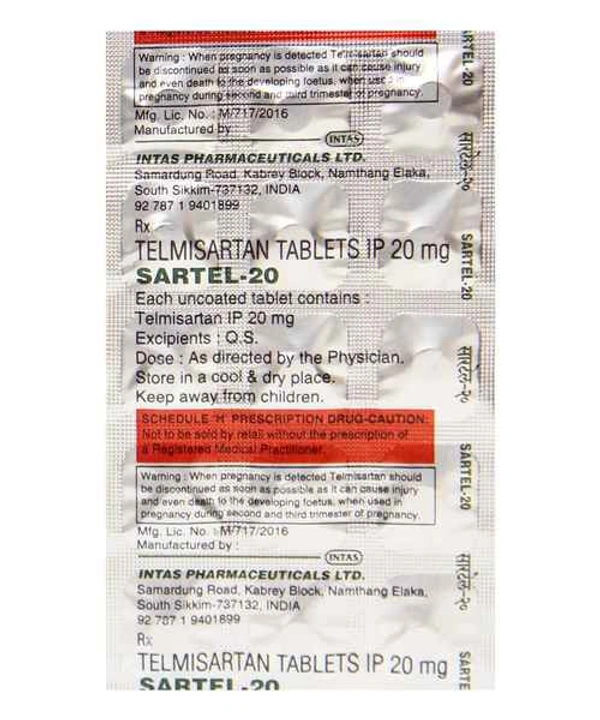 Warning : When pregnancy is detected Telmisartan should
be discontinued as soon as possible as it can cause injury
and even death to the developing foetus, when used in
pregnancy during second and third trimester of pregnancy.
Mfg. Lic. No. : M/717/2016
Manufactured by :
INTAS
INTAS PHARMACEUTICALS LTD.
Samardung Road, Kabrey Block, Namthang Elaka,
South Sikkim-737132, INDIA
92 787 1 9401899
Rx
TELMISARTAN TABLETS IP 20 mg
SARTEL-20
Each uncoated tablet contains :
Telmisartan IP 20 mg
Excipients : Q.S.
Dose : As directed by the Physician.
Store in a cool & dry place.
Keep away from children.
SCHEDULE 'H' PRESCRIPTION DRUG-CAUTION:
Not to be sold by retail without the prescription of
a Registered Medical Practitioner.
Warning : When pregnancy is detected Telmisartan should
be discontinued as soon as possible as it can cause injury
and even death to the developing foetus, when used in
pregnancy during second and third trimester of pregnancy.
Mfg. Lic. No. : M/717/2016
Manufactured by :
INTAS
INTAS PHARMACEUTICALS LTD.
Samardung Road, Kabrey Block, Namthang Elaka,
South Sikkim-737132, INDIA
92 787 1 9401899
Rx
TELMISARTAN TABLETS IP 20 mg
SARTEL-20
RTEL-20
सारटेल-२०
SARTEL-20
सारटेल-२०
SARTEL-20
सारटेल-२०
SARTE